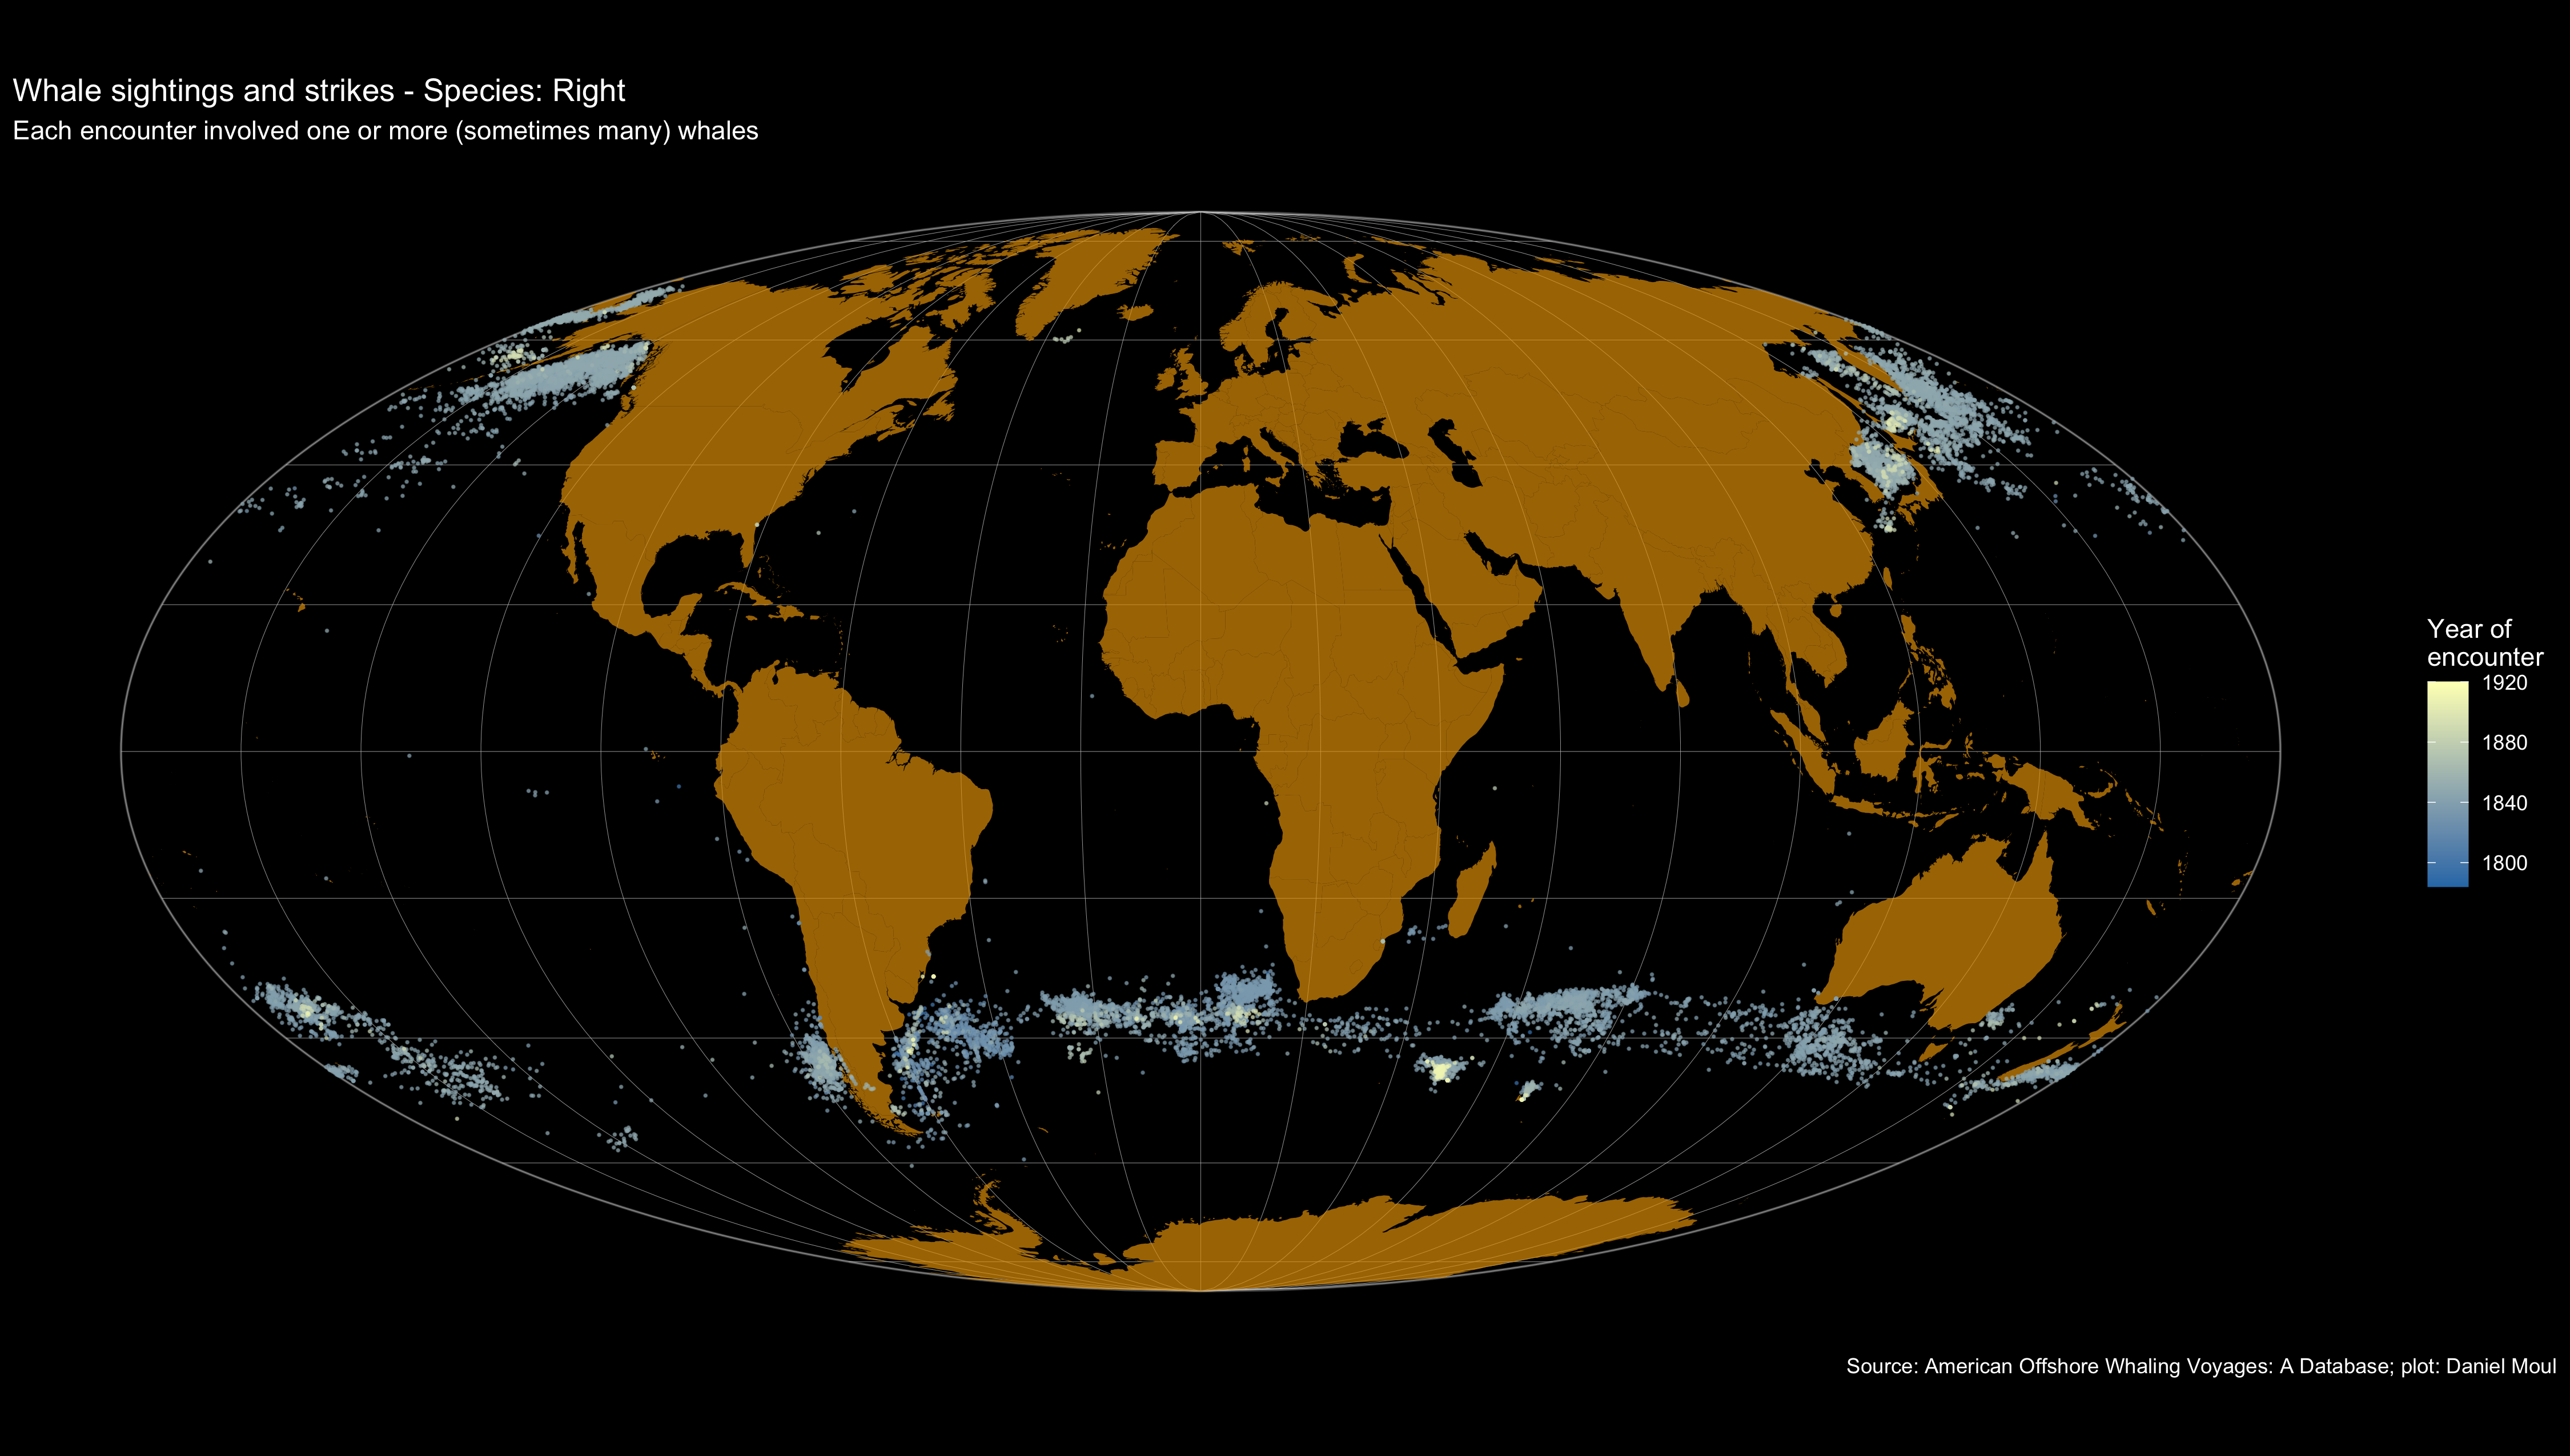 Whale sightings and strikes - Species: Right
Each encounter involved one or more (sometimes many) whales
Year of
encounter
1920
1880
1840
1800
Source: American Offshore Whaling Voyages: A Database; plot: Daniel Moul